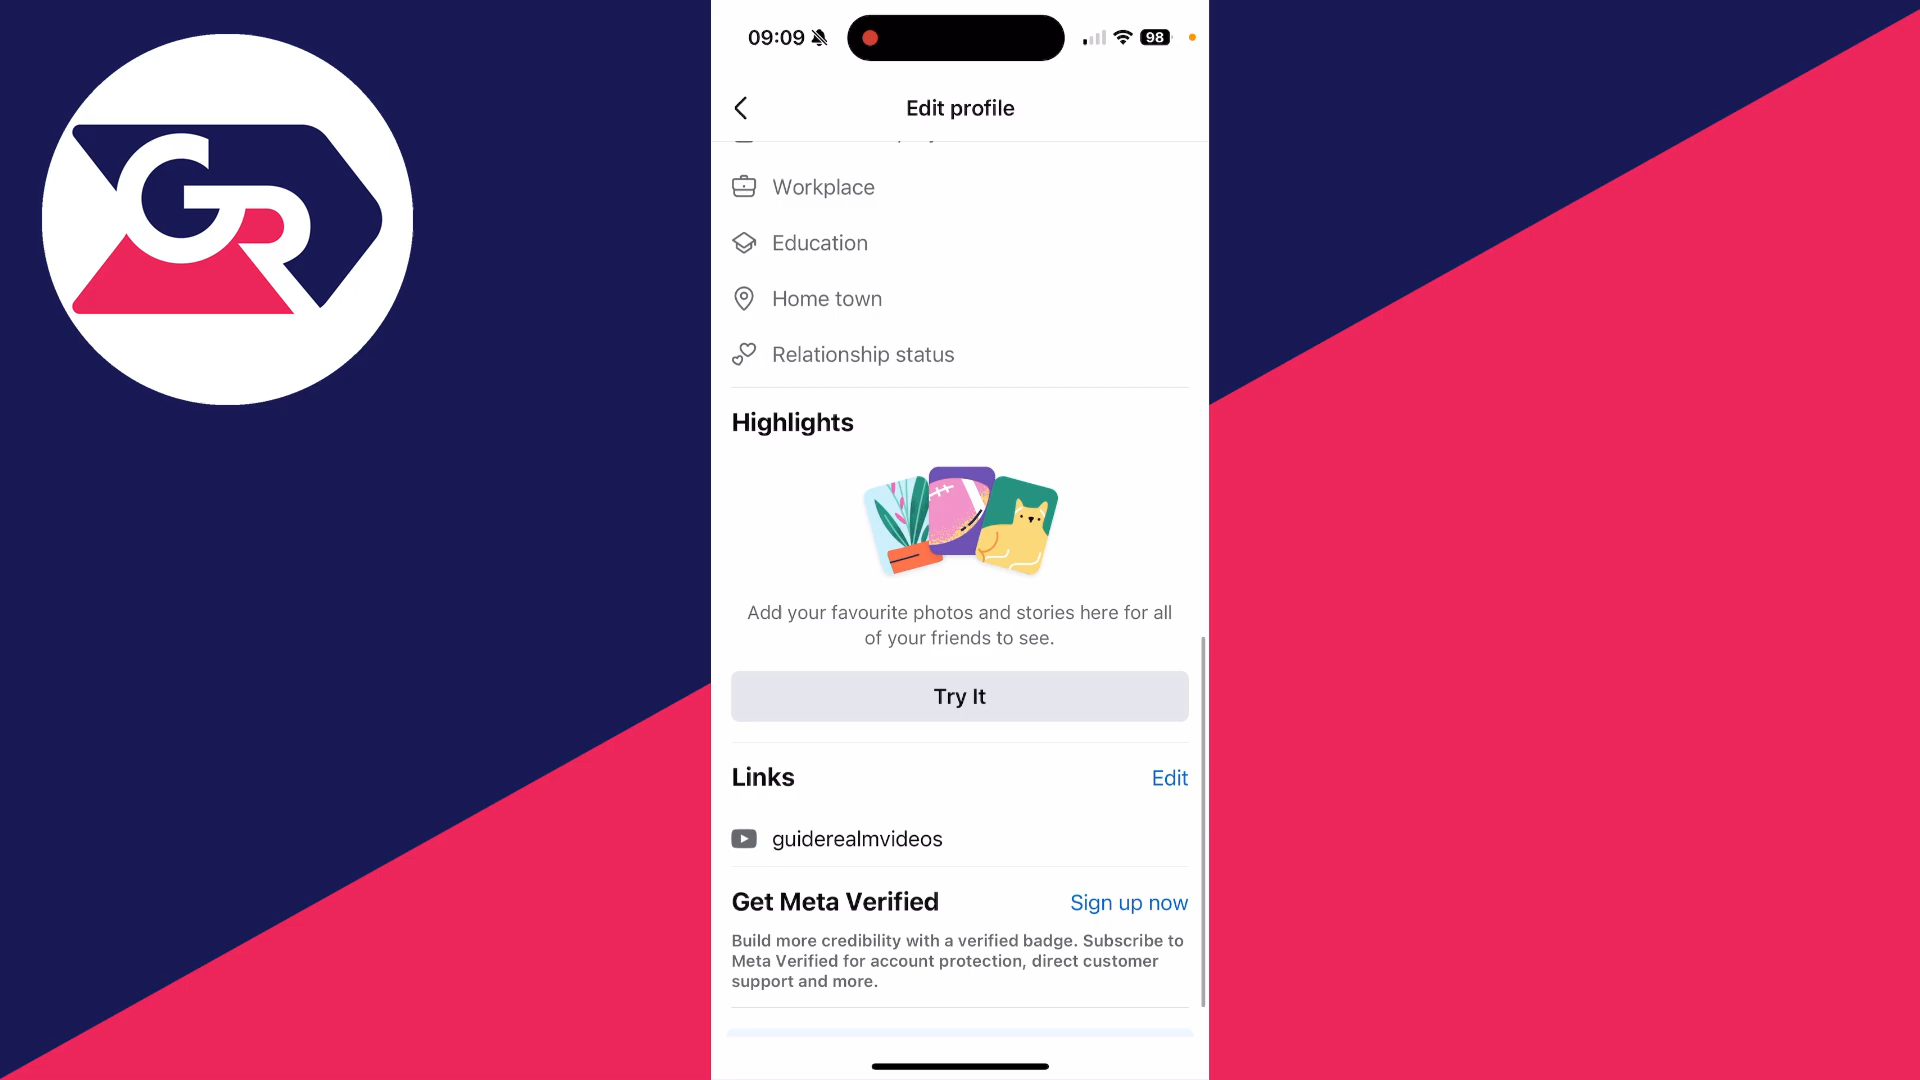 GR
09:09
98
Edit profile
Workplace
Education
Home town
Relationship status
Highlights
Add your favourite photos and stories here for all
of your friends to see.
Try It
Links
Edit
guiderealmvideos
Get Meta Verified
Sign up now
Build more credibility with a verified badge. Subscribe to
Meta Verified for account protection, direct customer
support and more.